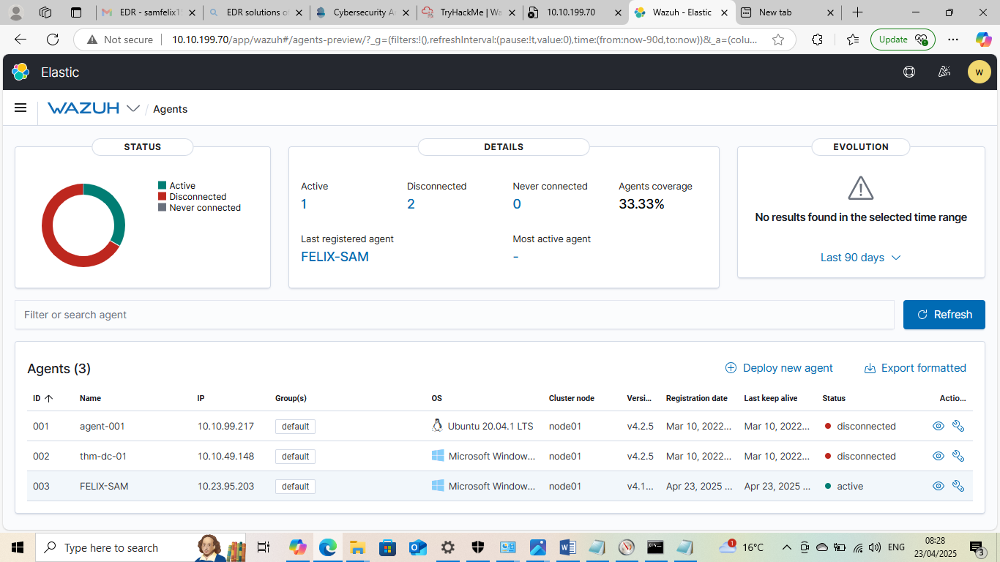 EDR - samfelix1
EDR solutions o
Cybersecurity A
TryHackMe | Wa
10.10.199.70
Wazuh - Elastic
New tab
Not secure
10.10.199.70/app/wazuh#/agents-preview/?_g=(filters:!(),refreshInterval:(pause:!t,value:0),time:(from:now-90d,to:now))&_a=(colu...
Update
Elastic
W
WAZUH / Agents
STATUS
Active
Disconnected
Never connected
DETAILS
Active
1
Disconnected
2
Never connected
0
Agents coverage
33.33%
Last registered agent
FELIX-SAM
Most active agent
-
EVOLUTION
No results found in the selected time range
Last 90 days
Filter or search agent
Refresh
Agents (3)
Deploy new agent
Export formatted
ID Name IP Group(s) OS Cluster node Versi... Registration date Last keep alive Status Actio...
001 agent-001 10.10.99.217 default Ubuntu 20.04.1 LTS node01 v4.2.5 Mar 10, 2022... Mar 10, 2022... disconnected
002 thm-dc-01 10.10.49.148 default Microsoft Window... node01 v4.2.5 Mar 10, 2022... Mar 10, 2022... disconnected
003 FELIX-SAM 10.23.95.203 default Microsoft Window... node01 v4.1... Apr 23, 2025 ... Apr 23, 2025 ... active
Type here to search
1
16°C
ENG
08:28
23/04/2025
3